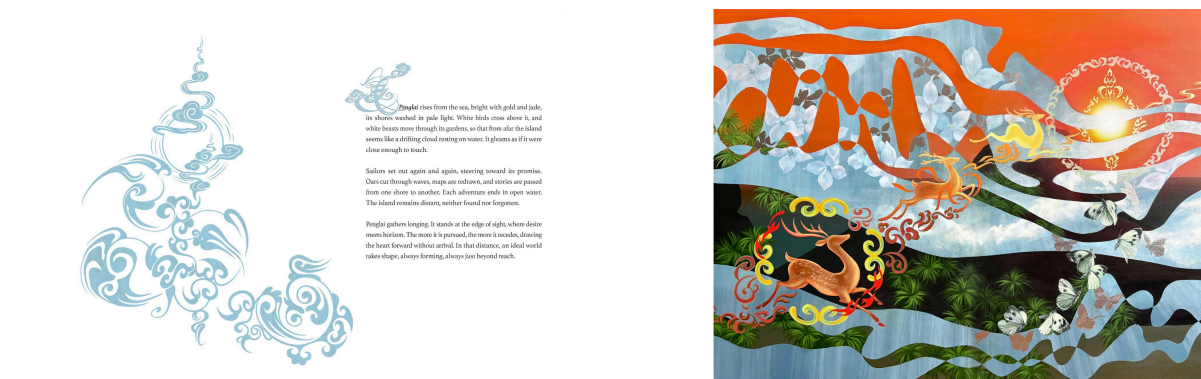 Penglai rises from the sea, bright with gold and jade,
its shores washed in pale light. White birds cross above it, and
white beasts move through its gardens, so that from afar the island
seems like a drifting cloud resting on water. It gleams as if it were
close enough to touch.
Sailors set out again and again, steering toward its promise.
Oars cut through waves, maps are redrawn, and stories are passed
from one shore to another. Each adventure ends in open water.
The island remains distant, neither found nor forgotten.
Penglai gathers longing. It stands at the edge of sight, where desire
meets horizon. The more it is pursued, the more it recedes, drawing
the heart forward without arrival. In that distance, an ideal world
takes shape, always forming, always just beyond reach.